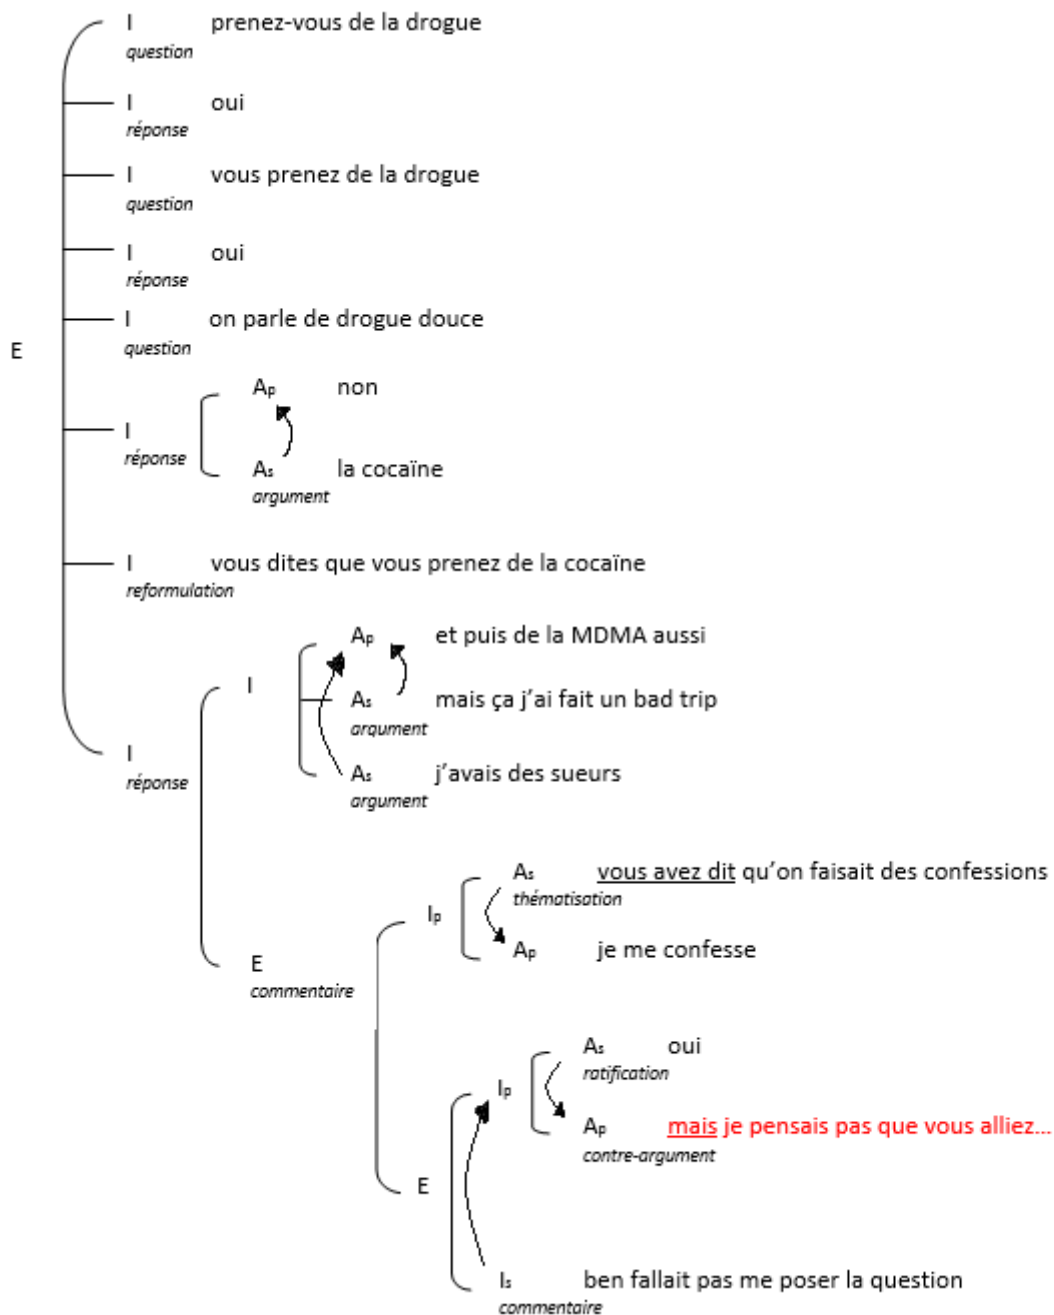 I prenez-vous de la drogue
question
I oui
réponse
I vous prenez de la drogue
question
I oui
réponse
I on parle de drogue douce
question
E
Ap non
I
réponse
As la cocaïne
argument
I vous dites que vous prenez de la cocaïne
reformulation
Ap et puis de la MDMA aussi
I
As mais ça j'ai fait un bad trip
argument
I
réponse
As j'avais des sueurs
argument
As vous avez dit qu'on faisait des confessions
thématisation
Ip
Ap je me confesse
E
commentaire
As oui
ratification
Ip
Ap mais je pensais pas que vous alliez...
contre-argument
E
Is ben fallait pas me poser la question
commentaire